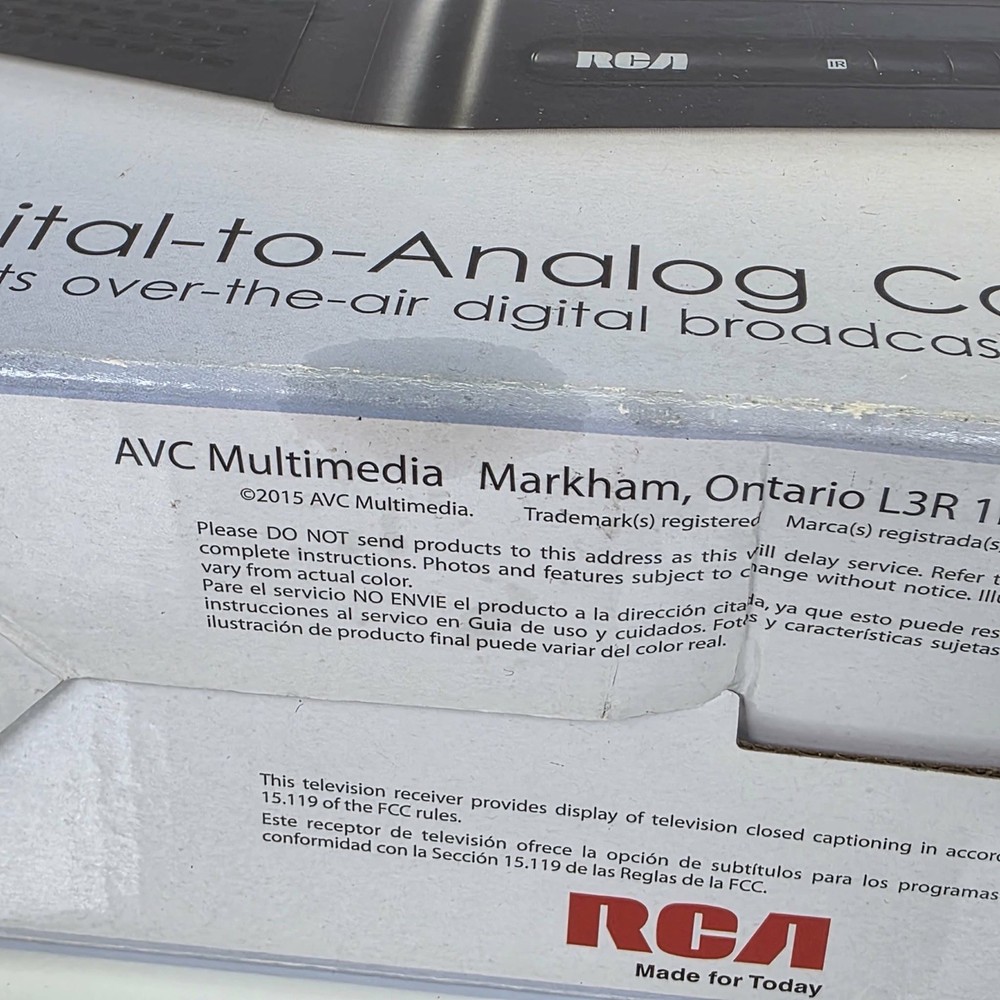 RCA IR
ital-to-Analog Co
ts over-the-air digital broadcas
AVC Multimedia Markham, Ontario L3R 1
©2015 AVC Multimedia. Trademark(s) registered Marca(s) registrada(s
Please DO NOT send products to this address as this will delay service. Refer t
complete instructions. Photos and features subject to change without notice. Illu
vary from actual color.
Pare el servicio NO ENVIE el producto a la dirección citada, ya que esto puede res
instrucciones al servico en Guia de uso y cuidados. Fotos y características sujetas
ilustración de producto final puede variar del color real.
This television receiver provides display of television closed captioning in accord
15.119 of the FCC rules.
Este receptor de televisión ofrece la opción de subtítulos para los programas
conformidad con la Sección 15.119 de las Reglas de la FCC.
RCA
Made for Today